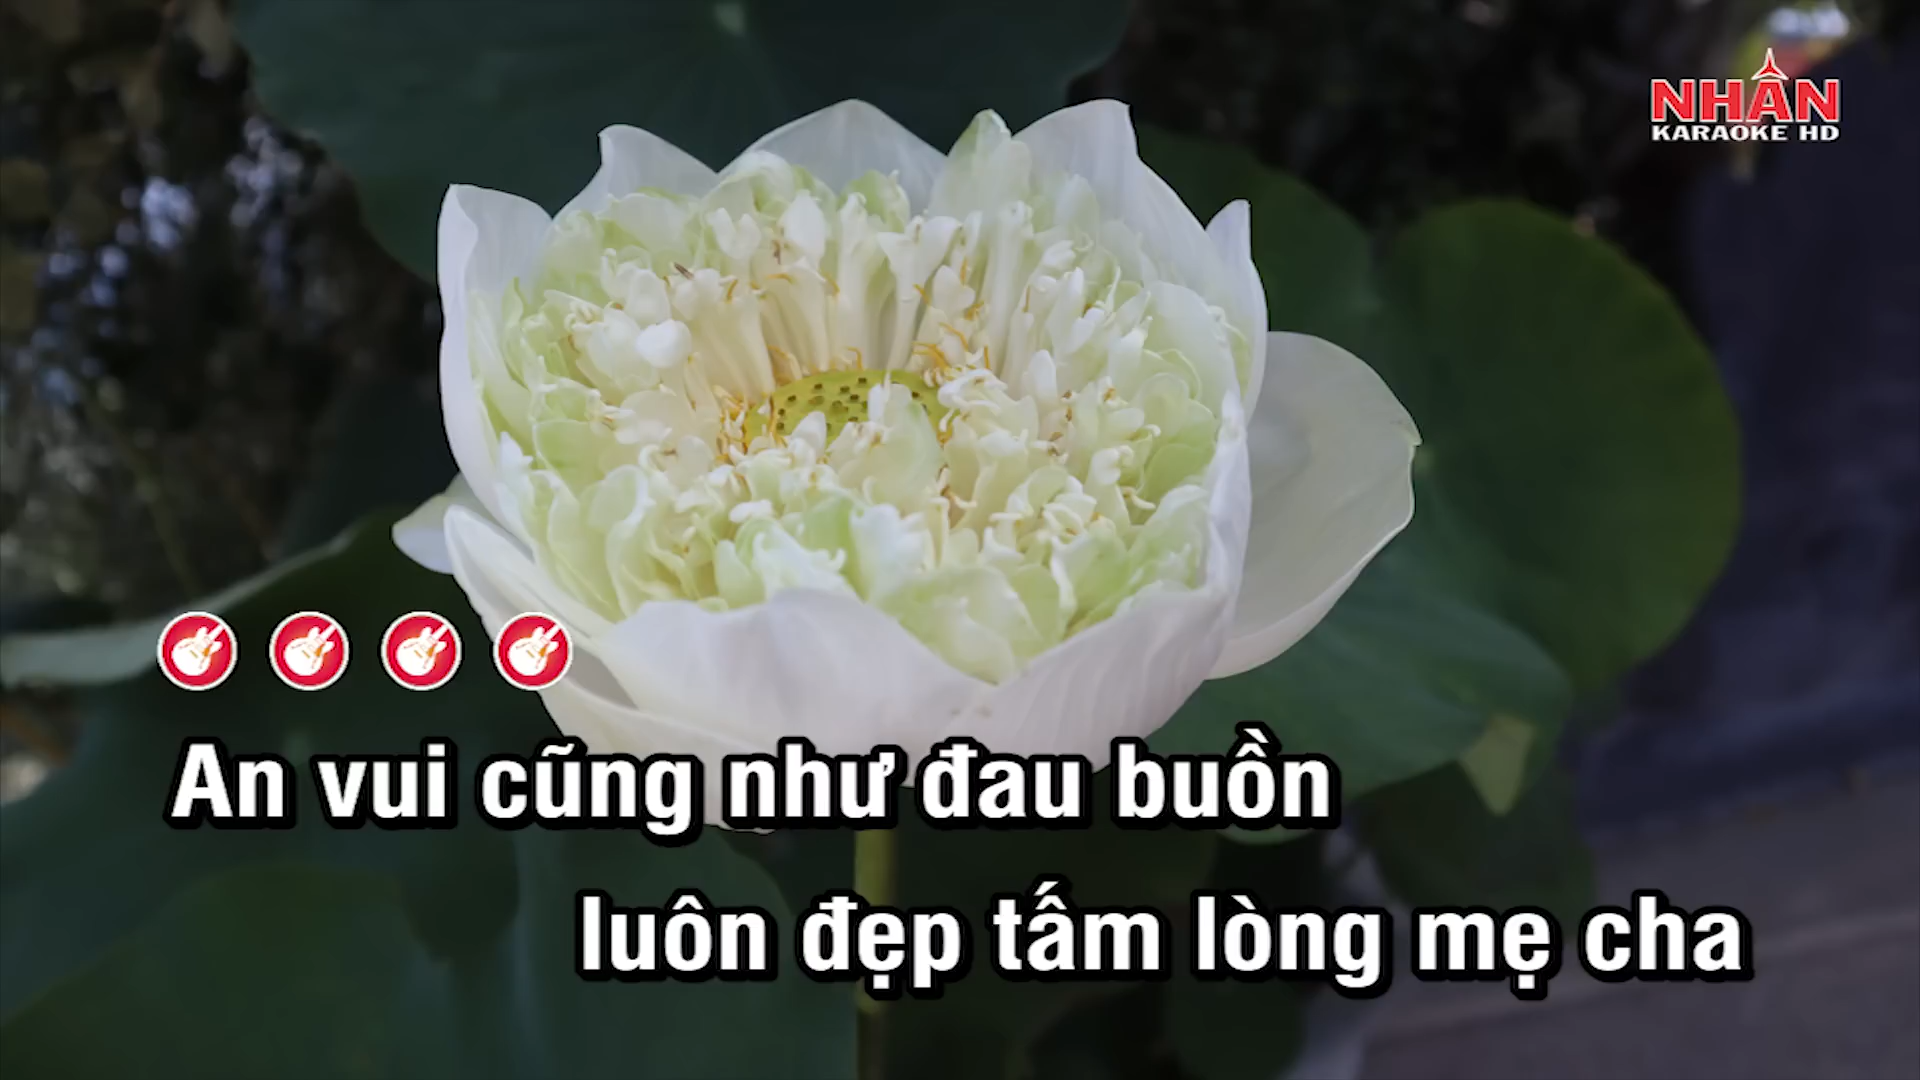 NHÂN
KARAOKE HD
An vui cũng như đau buồn
luôn đẹp tấm lòng mẹ cha